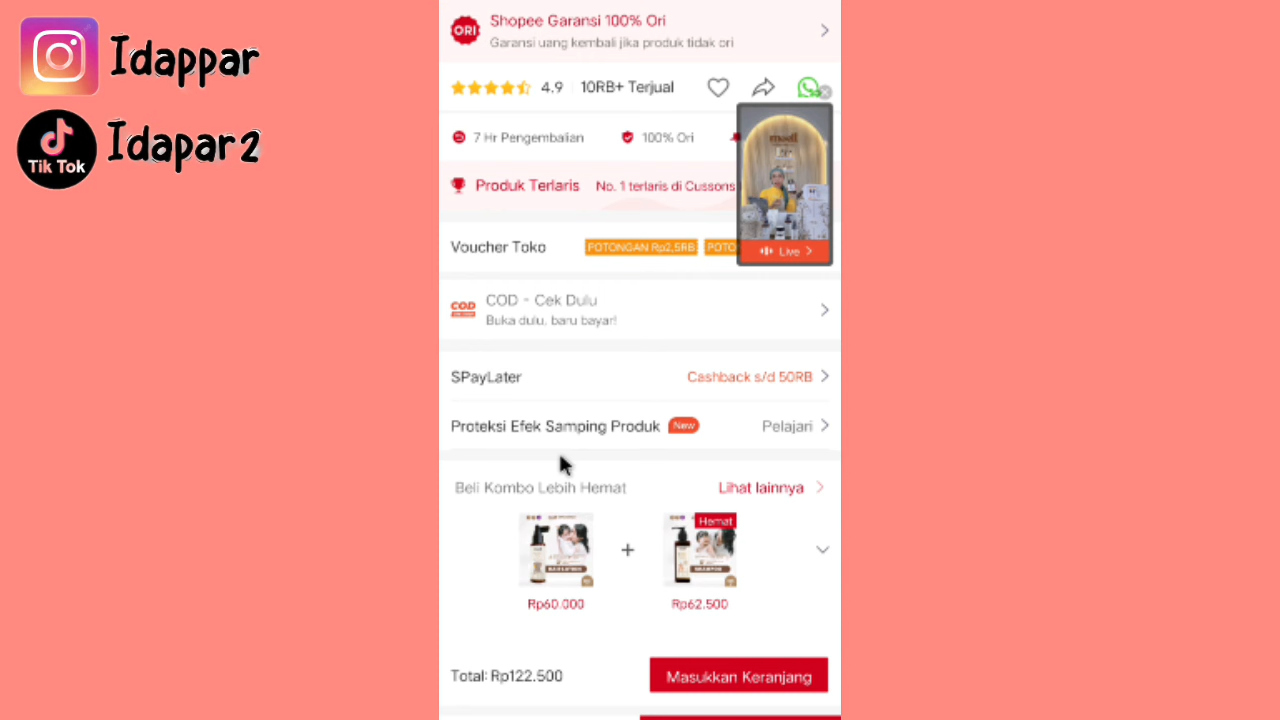 Idappar
Tik Tok
Idapar2
ORI
Shopee Garansi 100% Ori
Garansi uang kembali jika produk tidak ori
4.9
10RB+ Terjual
7 Hr Pengembalian
100% Ori
Produk Terlaris
No. 1 terlaris di Cussons
Voucher Toko
POTONGAN Rp2,5RB
POTO
Live
COD
COD - Cek Dulu
Buka dulu, baru bayar!
SPayLater
Cashback s/d 50RB
Proteksi Efek Samping Produk
New
Pelajari
Beli Kombo Lebih Hemat
Lihat lainnya
Hemat
+
Rp60.000
Rp62.500
Total: Rp122.500
Masukkan Keranjang